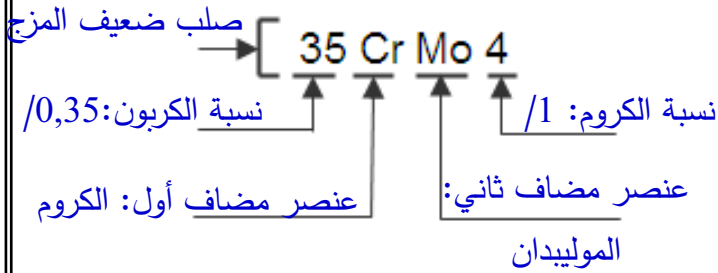 صلب ضعيف المزج
35 Cr Mo 4
نسبة الكروم: 1/
نسبة الكربون:0,35/
عنصر مضاف ثاني:
الموليبدان
عنصر مضاف أول: الكروم